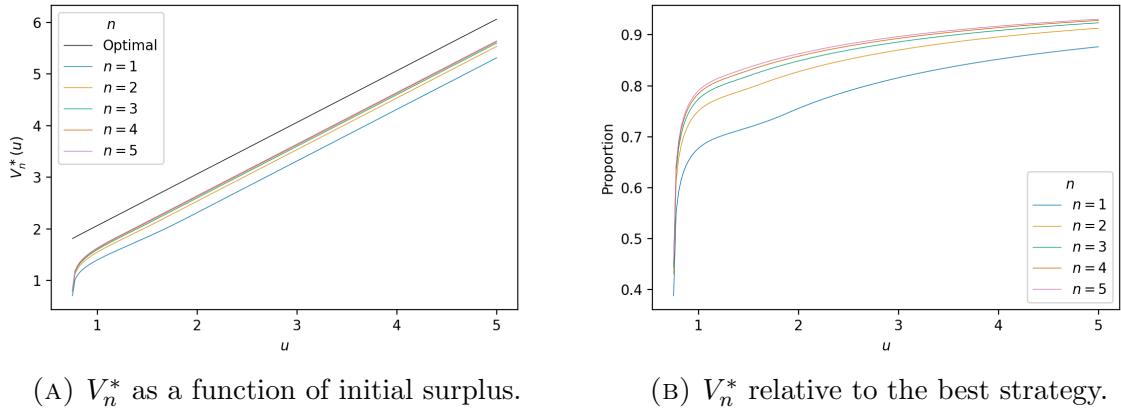 n
Optimal
n = 1
n = 2
n = 3
n = 4
n = 5
6
5
4
3
2
1
V*n(u)
1 2 3 4 5
u
(A) V*n as a function of initial surplus.
0.9
0.8
0.7
0.6
0.5
0.4
Proportion
n
n = 1
n = 2
n = 3
n = 4
n = 5
1 2 3 4 5
u
(B) V*n relative to the best strategy.